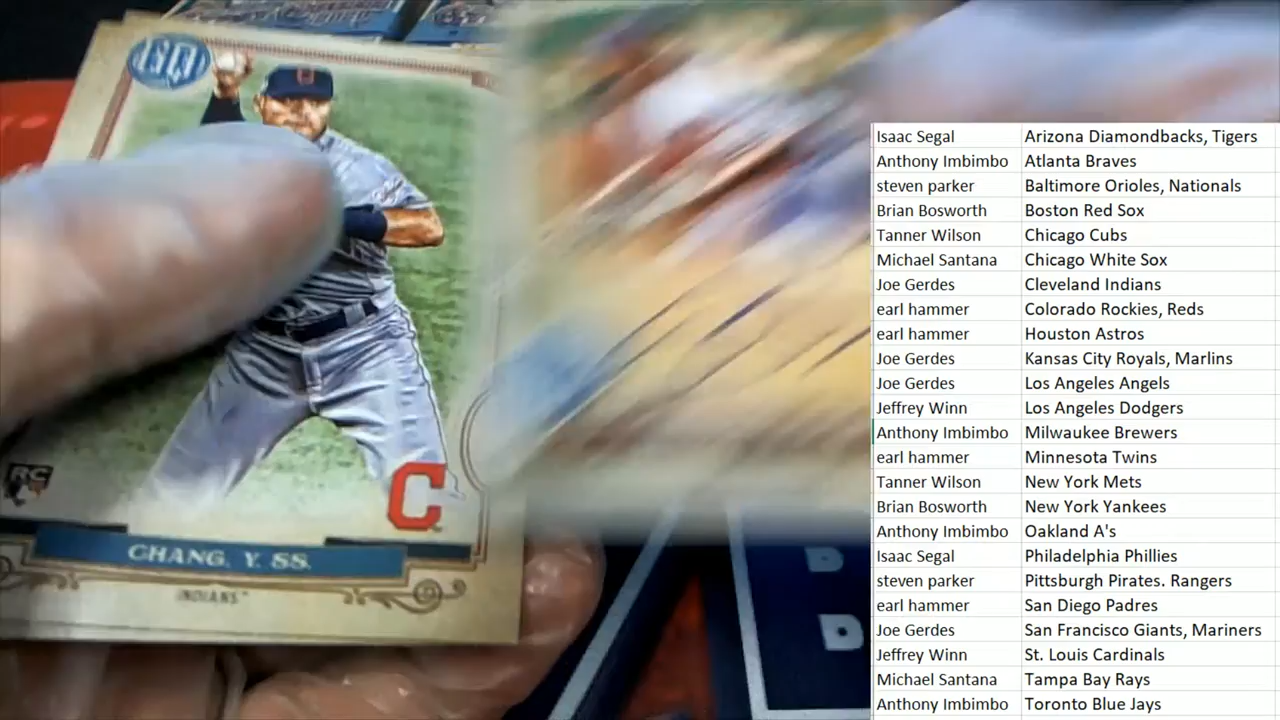 GQ
C
RC
CHANG, Y. SS.
INDIANS
Isaac Segal Arizona Diamondbacks, Tigers
Anthony Imbimbo Atlanta Braves
steven parker Baltimore Orioles, Nationals
Brian Bosworth Boston Red Sox
Tanner Wilson Chicago Cubs
Michael Santana Chicago White Sox
Joe Gerdes Cleveland Indians
earl hammer Colorado Rockies, Reds
earl hammer Houston Astros
Joe Gerdes Kansas City Royals, Marlins
Joe Gerdes Los Angeles Angels
Jeffrey Winn Los Angeles Dodgers
Anthony Imbimbo Milwaukee Brewers
earl hammer Minnesota Twins
Tanner Wilson New York Mets
Brian Bosworth New York Yankees
Anthony Imbimbo Oakland A's
Isaac Segal Philadelphia Phillies
steven parker Pittsburgh Pirates. Rangers
earl hammer San Diego Padres
Joe Gerdes San Francisco Giants, Mariners
Jeffrey Winn St. Louis Cardinals
Michael Santana Tampa Bay Rays
Anthony Imbimbo Toronto Blue Jays